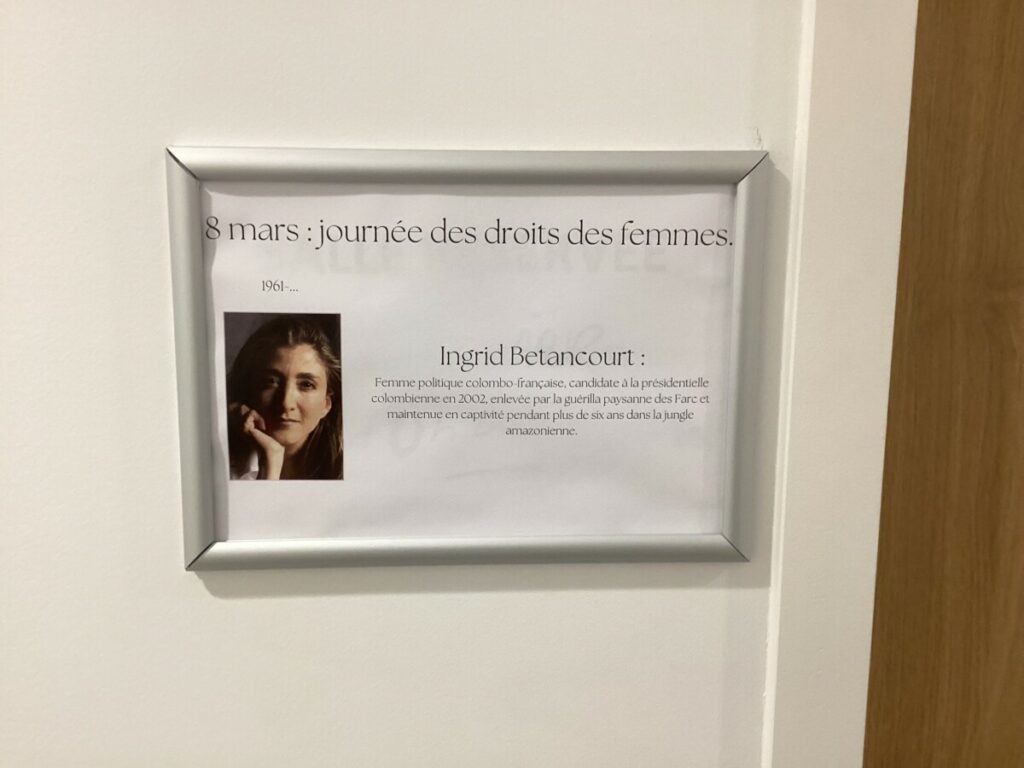 8 mars : journée des droits des femmes.
1961-...
Ingrid Betancourt :
Femme politique colombo-française, candidate à la présidentielle
colombienne en 2002, enlevée par la guérilla paysanne des Farc et
maintenue en captivité pendant plus de six ans dans la jungle
amazonienne.